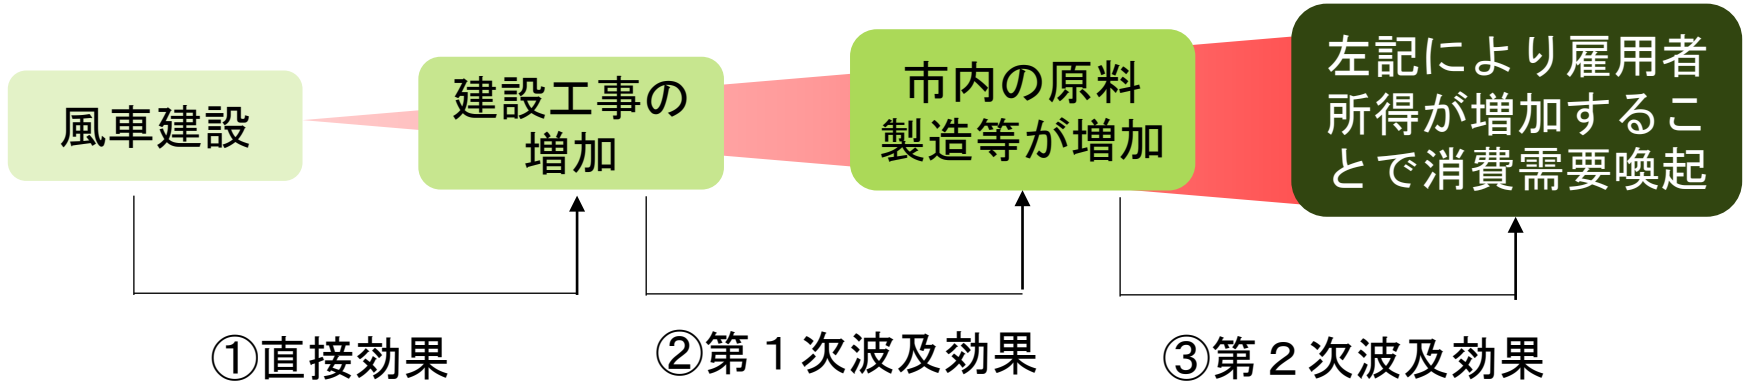 風車建設
建設工事の
増加
市内の原料
製造等が増加
左記により雇用者
所得が増加するこ
とで消費需要喚起
①直接効果
②第１次波及効果
③第２次波及効果